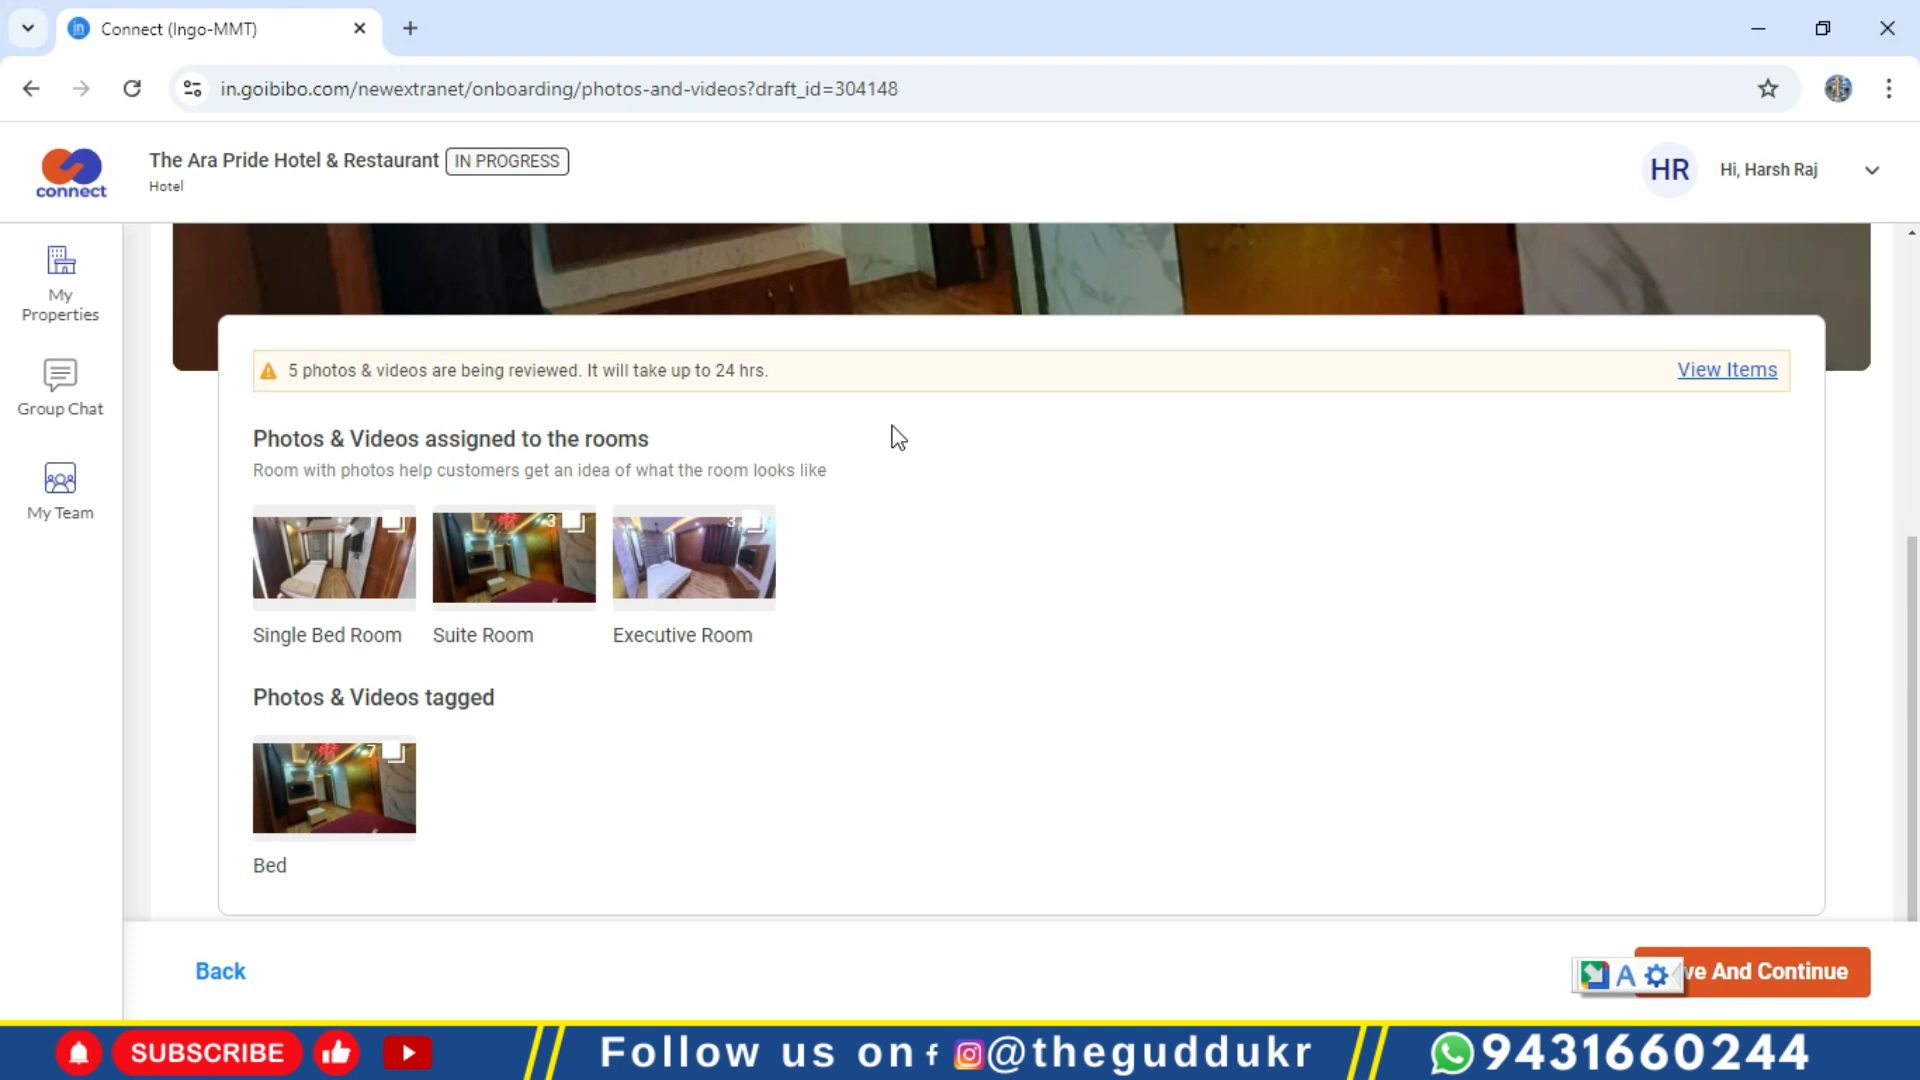 Connect (Ingo-MMT)
in.goibibo.com/newextranet/onboarding/photos-and-videos?draft_id=304148
connect
The Ara Pride Hotel & Restaurant IN PROGRESS
Hotel
HR Hi, Harsh Raj
My Properties
Group Chat
My Team
5 photos & videos are being reviewed. It will take up to 24 hrs. View Items
Photos & Videos assigned to the rooms
Room with photos help customers get an idea of what the room looks like
3 3
Single Bed Room Suite Room Executive Room
Photos & Videos tagged
7
Bed
Back A ve And Continue
SUBSCRIBE Follow us on f @theguddukr 9431660244